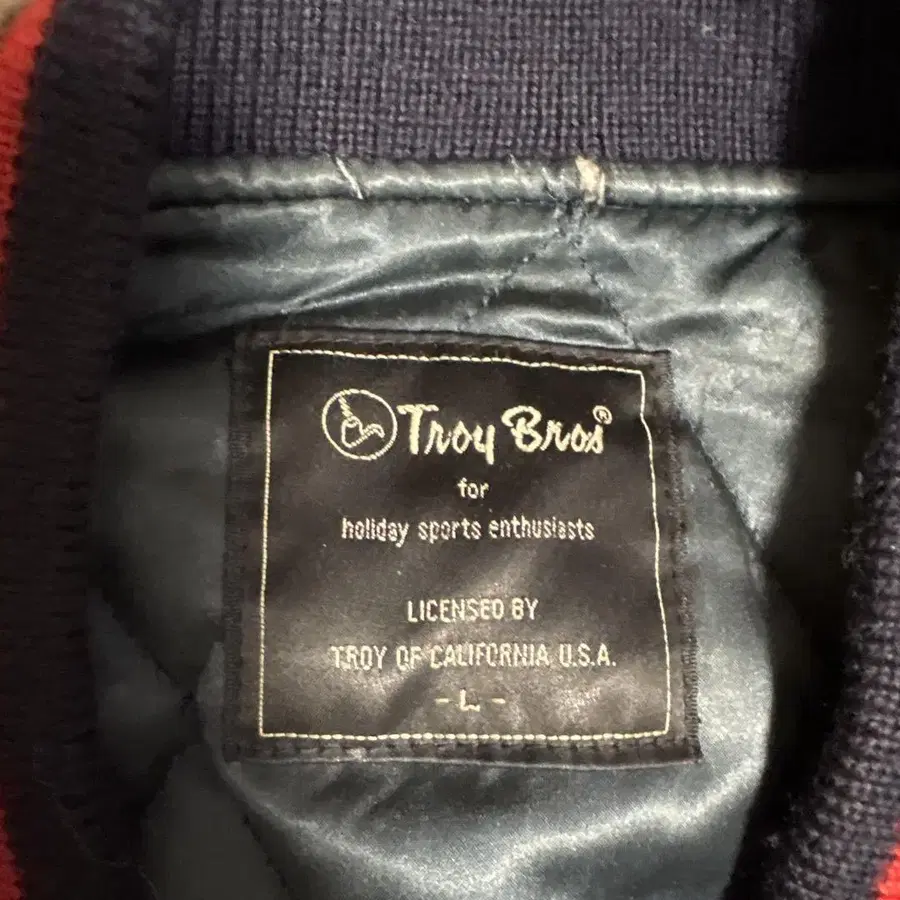 Troy Bros®
for
holiday sports enthusiasts
LICENSED BY
TROY OF CALIFORNIA U.S.A.
- L -